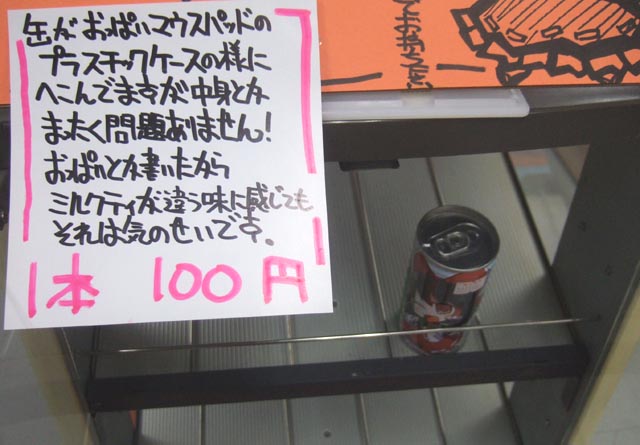 缶がおっぱいマウスパッドの
プラスチックケースの様に
へこんでますが中身とか
まったく問題ありません!
おっぱいとか書いたから
ミルクティが違う味に感じても
それは気のせいです.
1本 100円